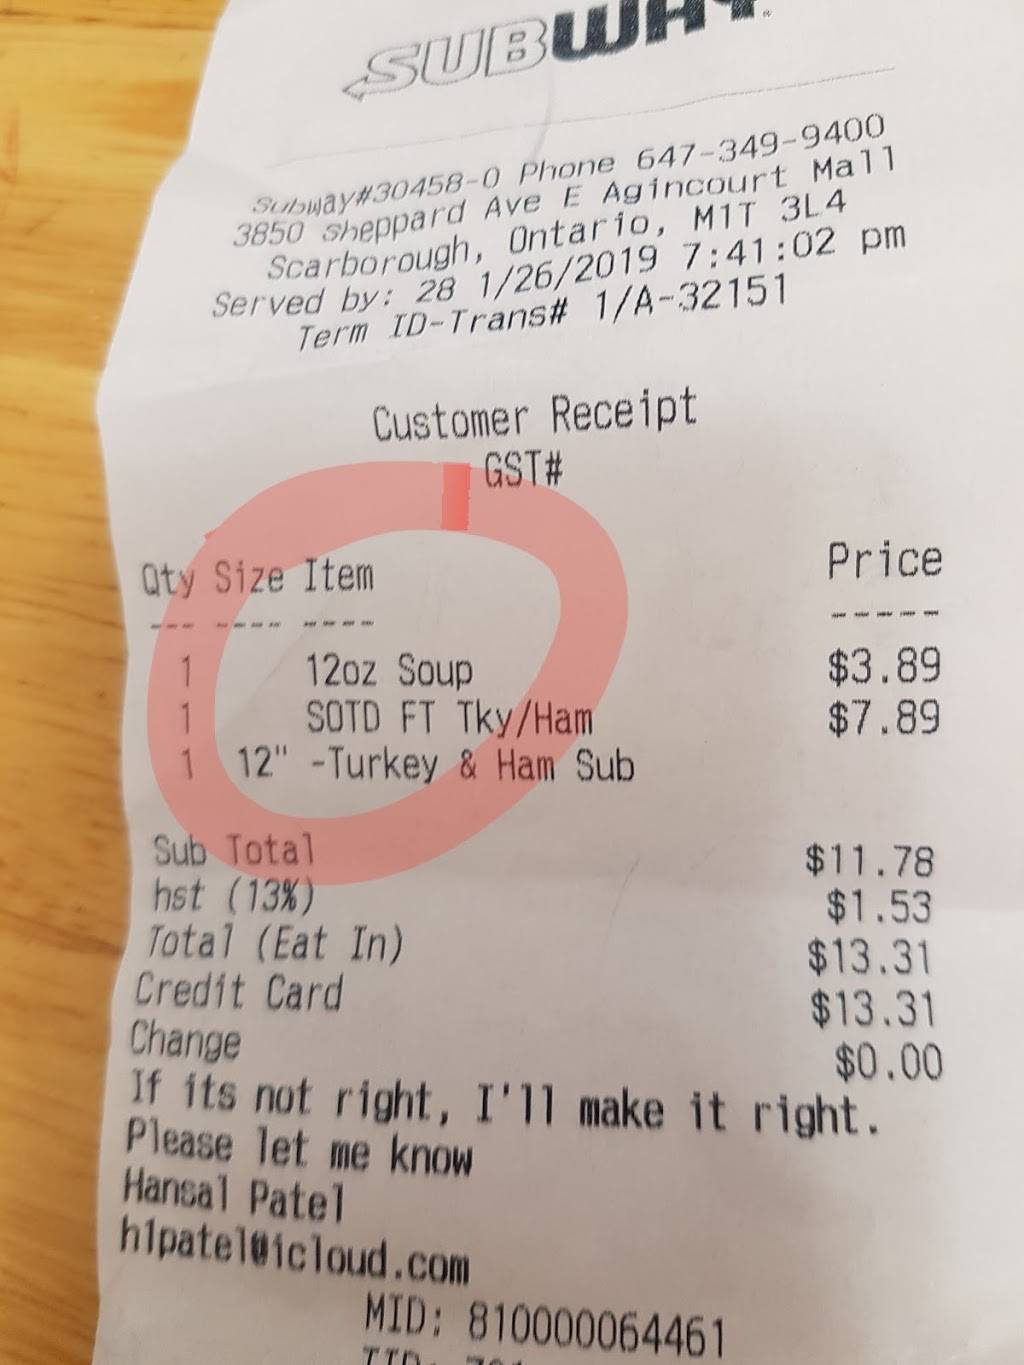 SUBWAY
Subway#30458-0 Phone 647-349-9400
3850 Sheppard Ave E Agincourt Mall
Scarborough, Ontario, M1T 3L4
Served by: 28 1/26/2019 7:41:02 pm
Term ID-Trans# 1/A-32151
Customer Receipt
GST#
Qty Size Item Price
--- ---- ---- -----
1 12oz Soup $3.89
1 SOTD FT Tky/Ham $7.89
1 12" -Turkey & Ham Sub
Sub Total $11.78
hst (13%) $1.53
Total (Eat In) $13.31
Credit Card $13.31
Change $0.00
If its not right, I'll make it right.
Please let me know
Hansal Patel
h1patel@icloud.com
MID: 810000064461